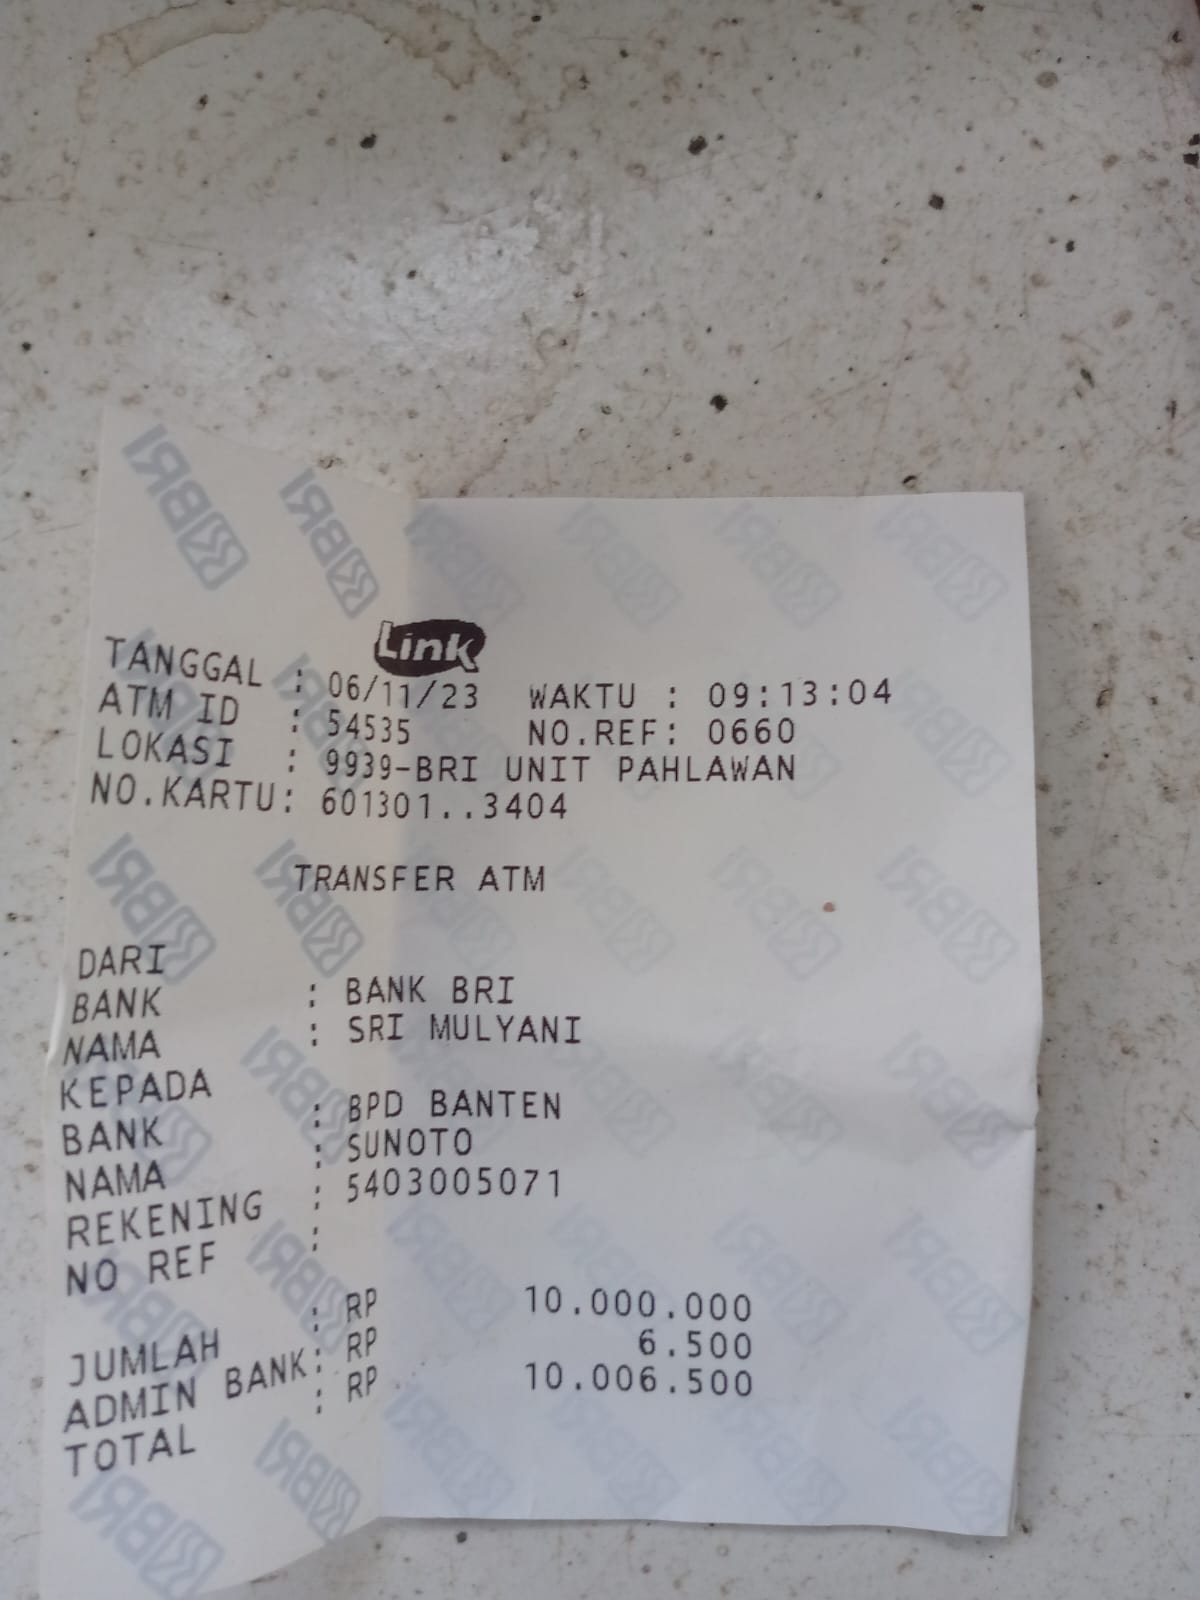 Link
TANGGAL : 06/11/23 WAKTU : 09:13:04
ATM ID : 54535 NO.REF: 0660
LOKASI : 9939-BRI UNIT PAHLAWAN
NO.KARTU: 601301..3404
TRANSFER ATM
DARI
BANK : BANK BRI
NAMA : SRI MULYANI
KEPADA
BANK : BPD BANTEN
NAMA : SUNOTO
REKENING : 5403005071
NO REF :
JUMLAH : RP 10.000.000
ADMIN BANK: RP 6.500
TOTAL : RP 10.006.500